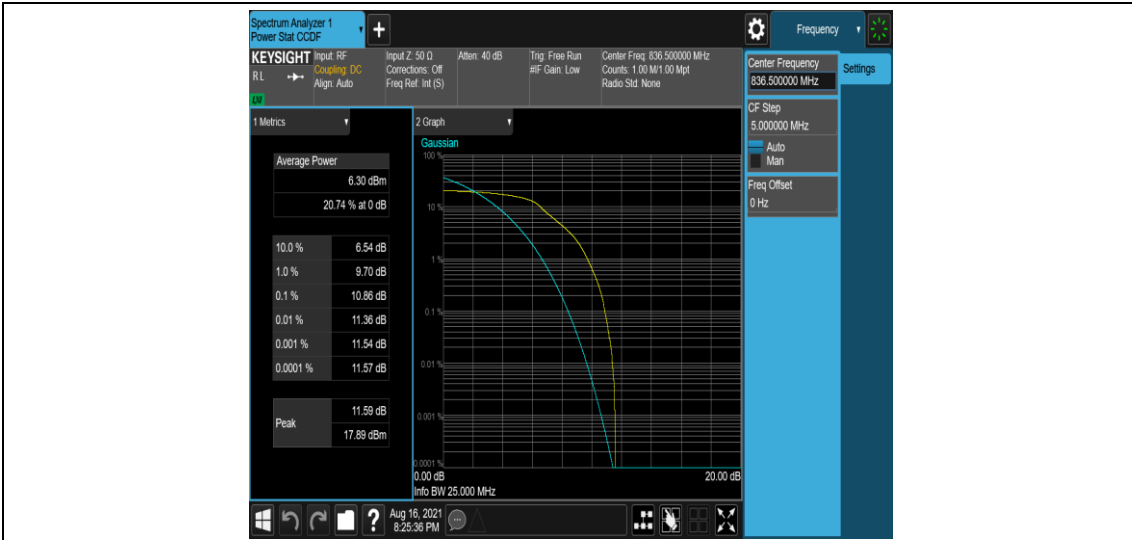 Spectrum Analyzer 1
Power Stat CCDF
+
Frequency
KEYSIGHT
RL
LXI
Input: RF
Coupling: DC
Align: Auto
Input Z: 50 Ω
Corrections: Off
Freq Ref: Int (S)
Atten: 40 dB
Trig: Free Run
#IF Gain: Low
Center Freq: 836.500000 MHz
Counts: 1.00 M/1.00 Mpt
Radio Std: None
Center Frequency
836.500000 MHz
Settings
CF Step
5.000000 MHz
Auto
Man
Freq Offset
0 Hz
1 Metrics
Average Power
6.30 dBm
20.74 % at 0 dB
10.0 % 6.54 dB
1.0 % 9.70 dB
0.1 % 10.86 dB
0.01 % 11.36 dB
0.001 % 11.54 dB
0.0001 % 11.57 dB
Peak
11.59 dB
17.89 dBm
2 Graph
Gaussian
100 %
10 %
1 %
0.1 %
0.01 %
0.001 %
0.0001 %
0.00 dB 20.00 dB
Info BW 25.000 MHz
?
Aug 16, 2021
8:25:36 PM